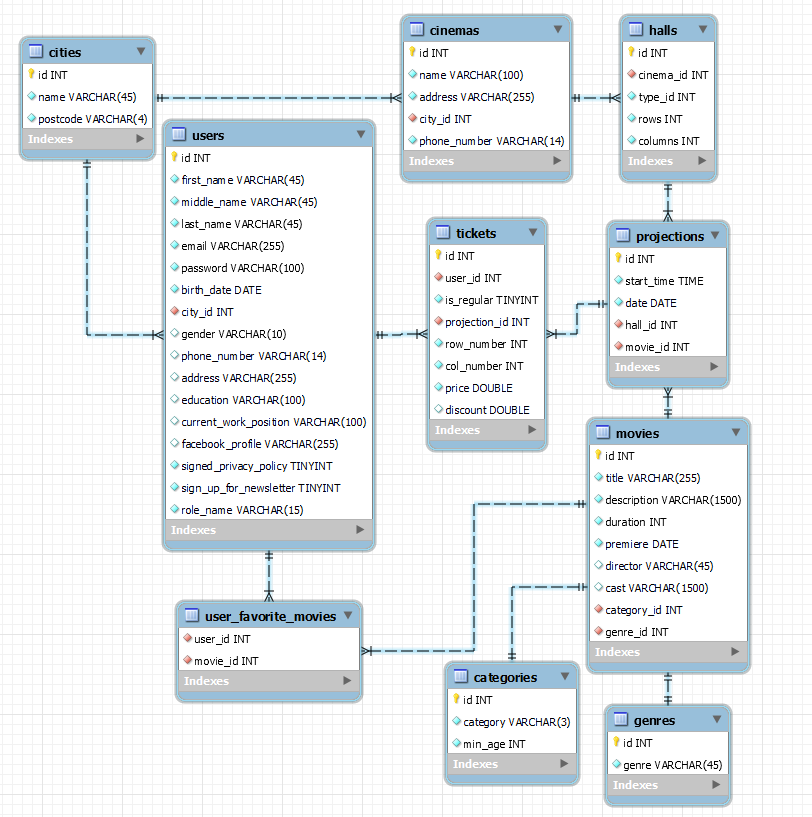 cities
id INT
name VARCHAR(45)
postcode VARCHAR(4)
Indexes
cinemas
id INT
name VARCHAR(100)
address VARCHAR(255)
city_id INT
phone_number VARCHAR(14)
Indexes
halls
id INT
cinema_id INT
type_id INT
rows INT
columns INT
Indexes
users
id INT
first_name VARCHAR(45)
middle_name VARCHAR(45)
last_name VARCHAR(45)
email VARCHAR(255)
password VARCHAR(100)
birth_date DATE
city_id INT
gender VARCHAR(10)
phone_number VARCHAR(14)
address VARCHAR(255)
education VARCHAR(100)
current_work_position VARCHAR(100)
facebook_profile VARCHAR(255)
signed_privacy_policy TINYINT
sign_up_for_newsletter TINYINT
role_name VARCHAR(15)
Indexes
tickets
id INT
user_id INT
is_regular TINYINT
projection_id INT
row_number INT
col_number INT
price DOUBLE
discount DOUBLE
Indexes
projections
id INT
start_time TIME
date DATE
hall_id INT
movie_id INT
Indexes
movies
id INT
title VARCHAR(255)
description VARCHAR(1500)
duration INT
premiere DATE
director VARCHAR(45)
cast VARCHAR(1500)
category_id INT
genre_id INT
Indexes
user_favorite_movies
user_id INT
movie_id INT
Indexes
categories
id INT
category VARCHAR(3)
min_age INT
Indexes
genres
id INT
genre VARCHAR(45)
Indexes